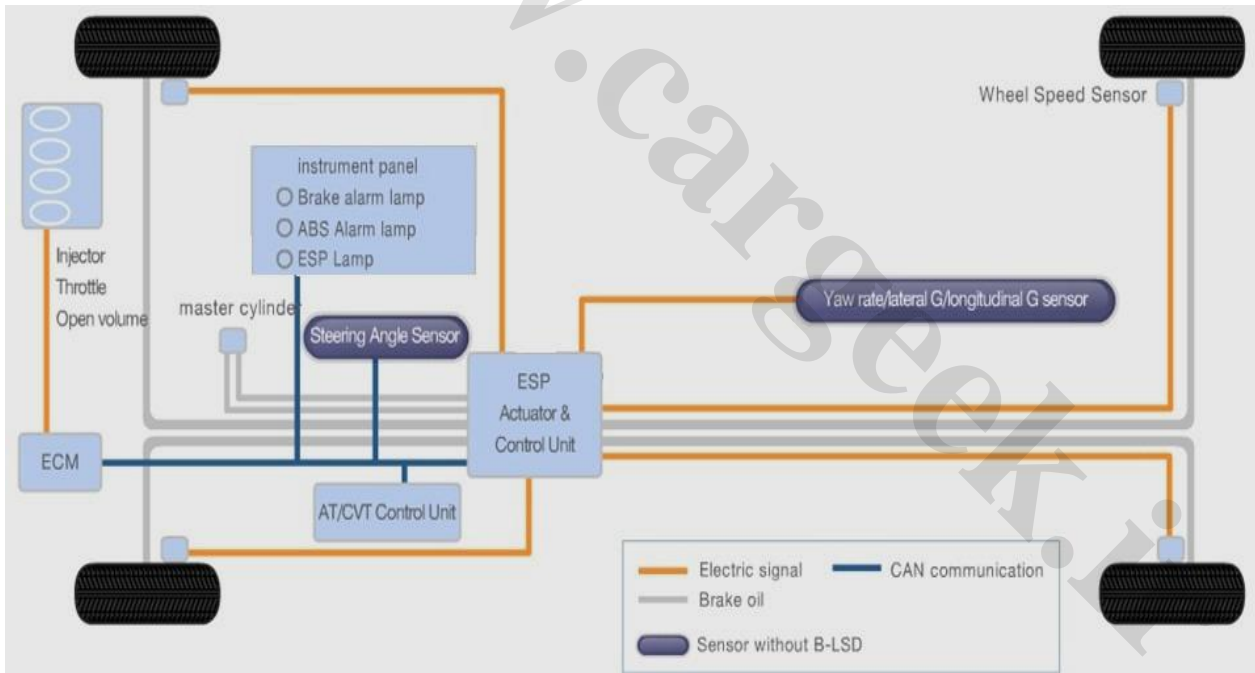 Wheel Speed Sensor
instrument panel
Brake alarm lamp
ABS Alarm lamp
ESP Lamp
Injector
Throttle
Open volume
master cylinder
Steering Angle Sensor
Yaw rate/lateral G/longitudinal G sensor
ESP
Actuator &
Control Unit
ECM
AT/CVT Control Unit
Electric signal
CAN communication
Brake oil
Sensor without B-LSD
.cargeek.i